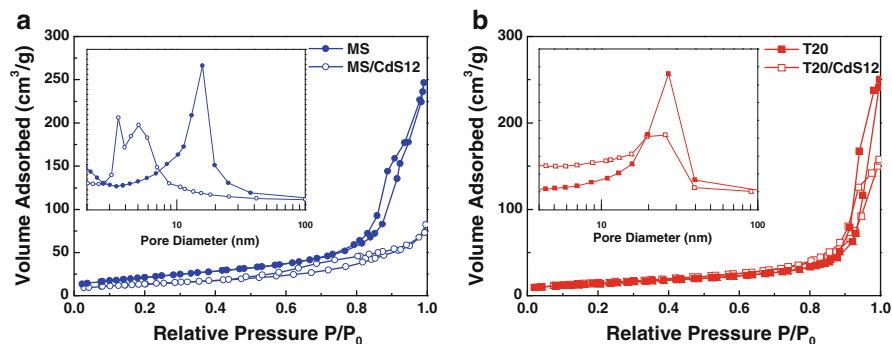 a
MS
MS/CdS12
Volume Adsorbed (cm³/g)
300
250
200
150
100
50
0
10
100
Pore Diameter (nm)
0.0 0.2 0.4 0.6 0.8 1.0
Relative Pressure P/P₀
b
T20
T20/CdS12
Volume Adsorbed (cm³/g)
300
250
200
150
100
50
0
10
100
Pore Diameter (nm)
0.0 0.2 0.4 0.6 0.8 1.0
Relative Pressure P/P₀